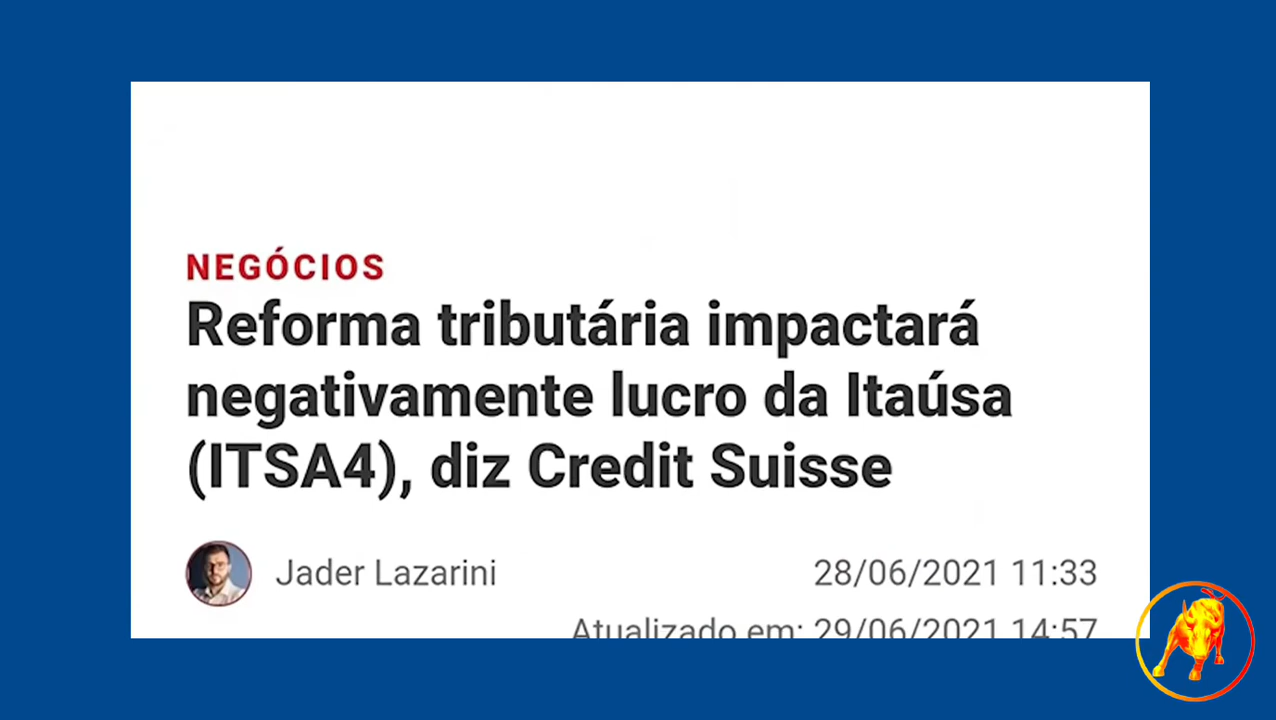 NEGÓCIOS
Reforma tributária impactará
negativamente lucro da Itaúsa
(ITSA4), diz Credit Suisse
Jader Lazarini 28/06/2021 11:33
Atualizado em: 29/06/2021 14:57